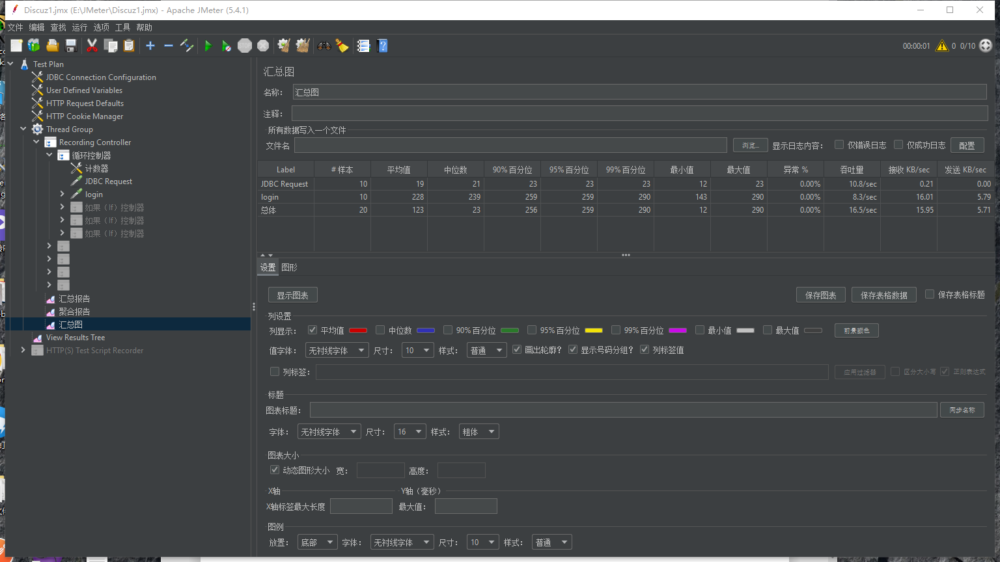 Discuz1.jmx (E:\JMeter\Discuz1.jmx) - Apache JMeter (5.4.1)
文件 编辑 查找 运行 选项 工具 帮助
STOP 00:00:01 0 0/10
Test Plan
JDBC Connection Configuration
User Defined Variables
HTTP Request Defaults
HTTP Cookie Manager
Thread Group
Recording Controller
循环控制器
计数器
JDBC Request
login
如果（If）控制器
如果（If）控制器
如果（If）控制器
汇总报告
聚合报告
汇总图
View Results Tree
HTTP(S) Test Script Recorder
汇总图
名称： 汇总图
注释：
所有数据写入一个文件
文件名 浏览... 显示日志内容： 仅错误日志 仅成功日志 配置
Label # 样本 平均值 中位数 90% 百分位 95% 百分位 99% 百分位 最小值 最大值 异常 % 吞吐量 接收 KB/sec 发送 KB/sec
JDBC Request 10 19 21 23 23 23 12 23 0.00% 10.8/sec 0.21 0.00
login 10 228 239 259 259 290 143 290 0.00% 8.3/sec 16.01 5.79
总体 20 123 23 256 259 290 12 290 0.00% 16.5/sec 15.95 5.71
设置 图形
显示图表 保存图表 保存表格数据 保存表格标题
列设置
列显示： 平均值 中位数 90% 百分位 95% 百分位 99% 百分位 最小值 最大值 前景颜色
值字体： 无衬线字体 尺寸： 10 样式： 普通 画出轮廓? 显示号码分组? 列标签值
列标签： 应用过滤器 区分大小写 正则表达式
标题
图表标题： 同步名称
字体： 无衬线字体 尺寸： 16 样式： 粗体
图表大小
动态图形大小 宽： 高度：
X轴 Y轴（毫秒）
X轴标签最大长度 最大值：
图例
放置： 底部 字体： 无衬线字体 尺寸： 10 样式： 普通